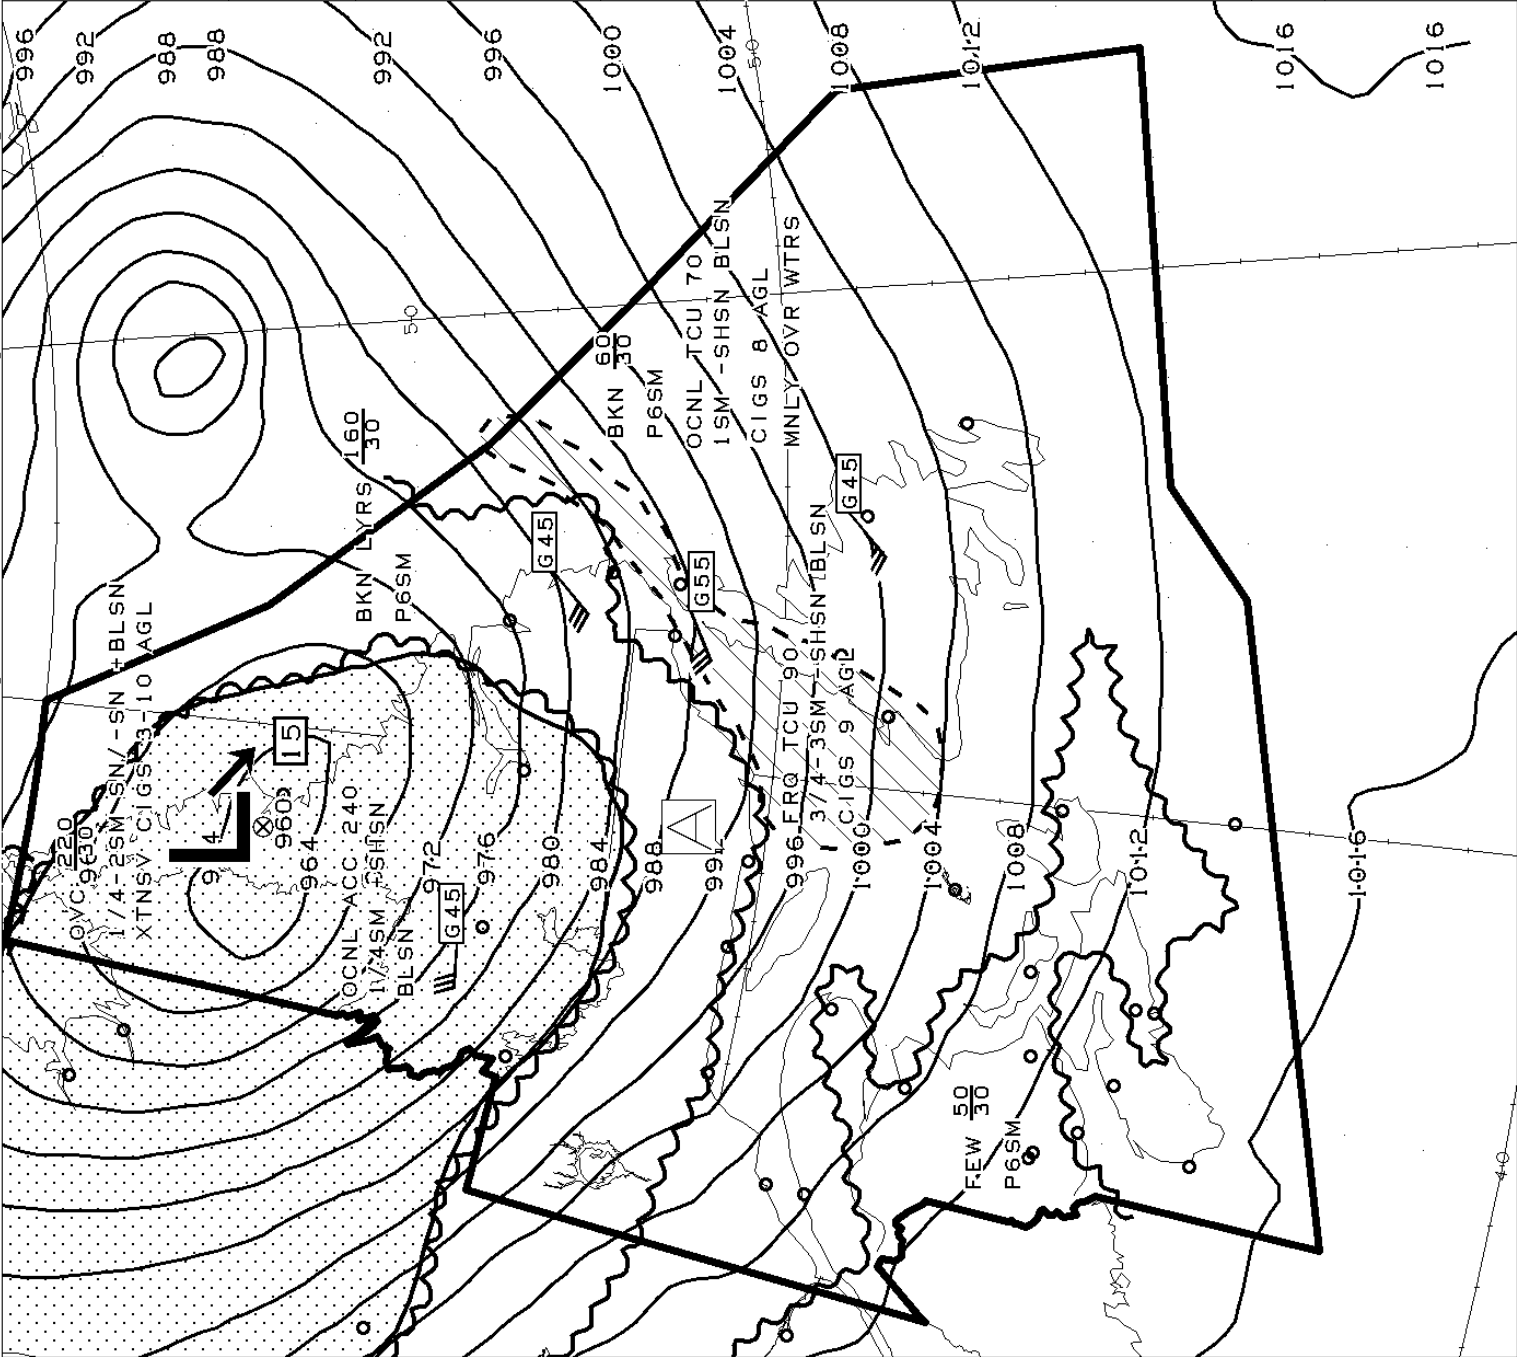 996
992
988
988
992
996
1000
1004
1008
1012
1016
1016
50
50
40
BKN LYRS 160
30
P6SM
BKN 60
30
P6SM
OCNL TCU 70
1SM -SHSN BLSN
CIGS 8 AGL
MNLY OVR WTRS
OVC 220
30
1/4-2SM SN/-SN +BLSN
XTNSV CIGS 3-10 AGL
OCNL ACC 240
1/4SM +SHSN
BLSN
FRQ TCU 90
3/4-3SM -SHSN BLSN
CIGS 9 AGL
FEW 50
30
P6SM
15
L
960
964
972
976
980
984
988
996
1000
1004
1008
1012
1016
G45
G45
G55
G45
A